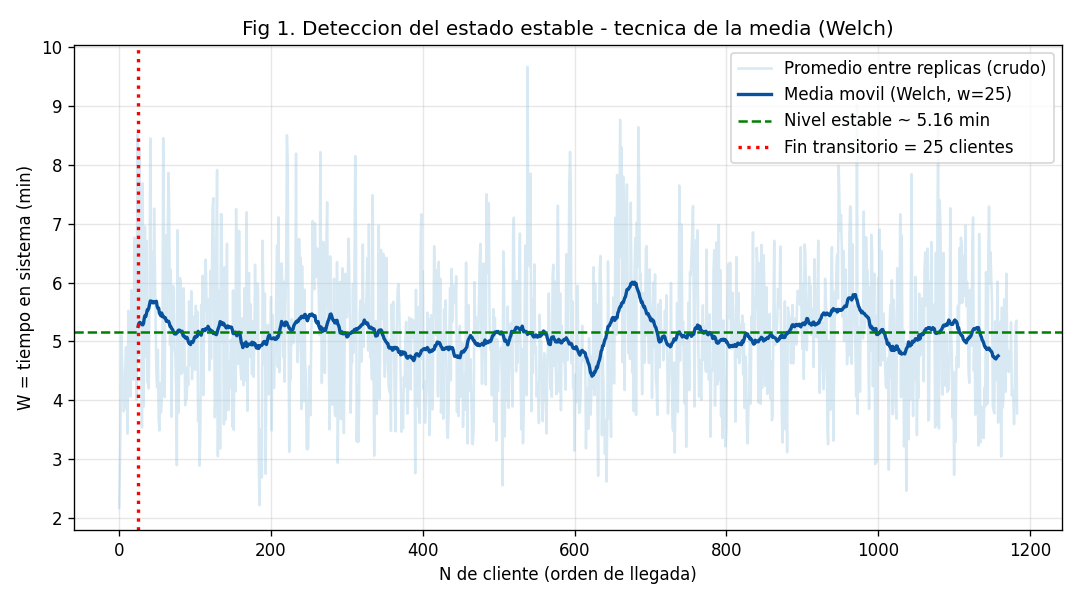 Fig 1. Deteccion del estado estable - tecnica de la media (Welch)
Promedio entre replicas (crudo)
Media movil (Welch, w=25)
Nivel estable ~ 5.16 min
Fin transitorio = 25 clientes
W = tiempo en sistema (min)
10
9
8
7
6
5
4
3
2
0
200
400
600
800
1000
1200
N de cliente (orden de llegada)